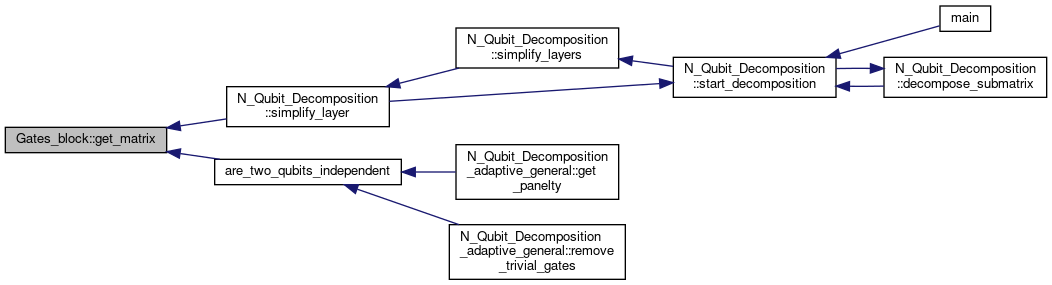 main
N_Qubit_Decomposition
::simplify_layers
N_Qubit_Decomposition
::start_decomposition
N_Qubit_Decomposition
::decompose_submatrix
N_Qubit_Decomposition
::simplify_layer
Gates_block::get_matrix
are_two_qubits_independent
N_Qubit_Decomposition
_adaptive_general::get
_panelty
N_Qubit_Decomposition
_adaptive_general::remove
_trivial_gates